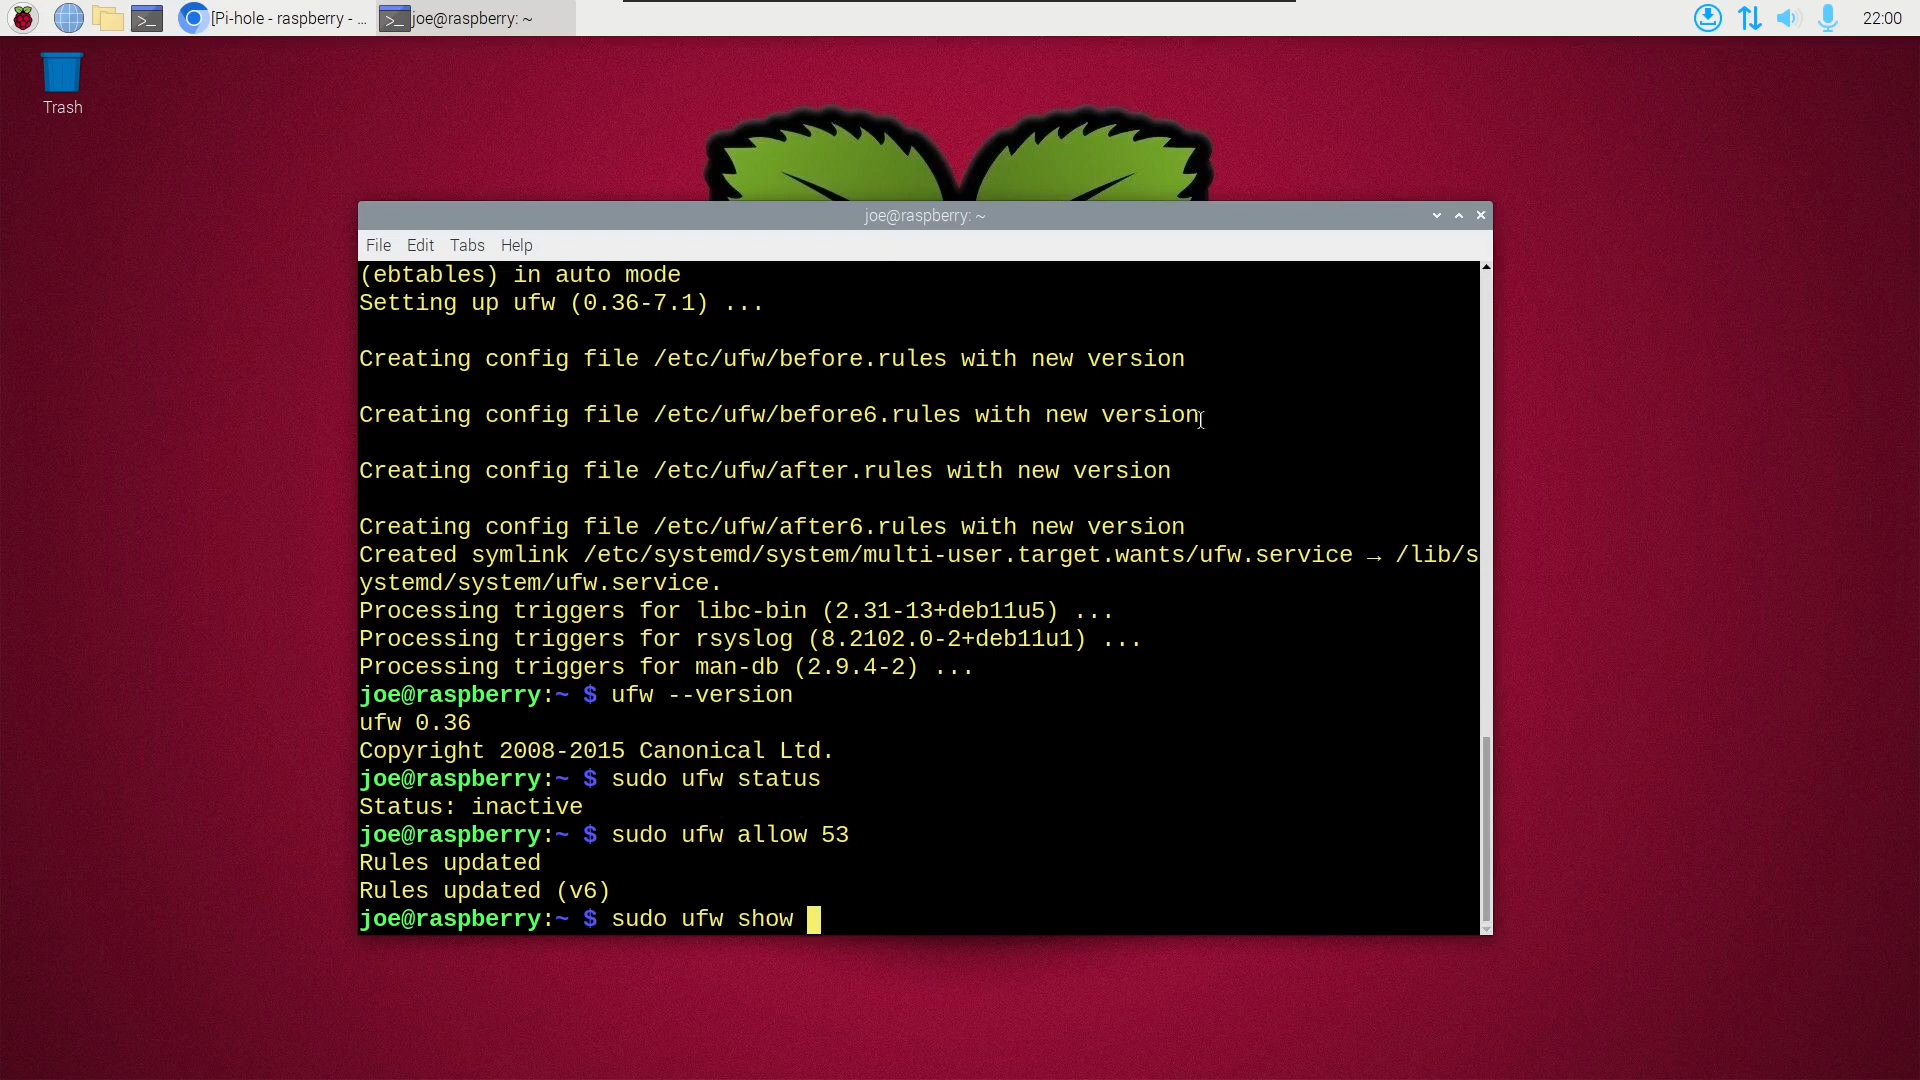 [Pi-hole - raspberry - ...
joe@raspberry: ~
22:00
Trash
joe@raspberry: ~
File Edit Tabs Help
(ebtables) in auto mode
Setting up ufw (0.36-7.1) ...
Creating config file /etc/ufw/before.rules with new version
Creating config file /etc/ufw/before6.rules with new version
Creating config file /etc/ufw/after.rules with new version
Creating config file /etc/ufw/after6.rules with new version
Created symlink /etc/systemd/system/multi-user.target.wants/ufw.service → /lib/s
ystemd/system/ufw.service.
Processing triggers for libc-bin (2.31-13+deb11u5) ...
Processing triggers for rsyslog (8.2102.0-2+deb11u1) ...
Processing triggers for man-db (2.9.4-2) ...
joe@raspberry:~ $ ufw --version
ufw 0.36
Copyright 2008-2015 Canonical Ltd.
joe@raspberry:~ $ sudo ufw status
Status: inactive
joe@raspberry:~ $ sudo ufw allow 53
Rules updated
Rules updated (v6)
joe@raspberry:~ $ sudo ufw show